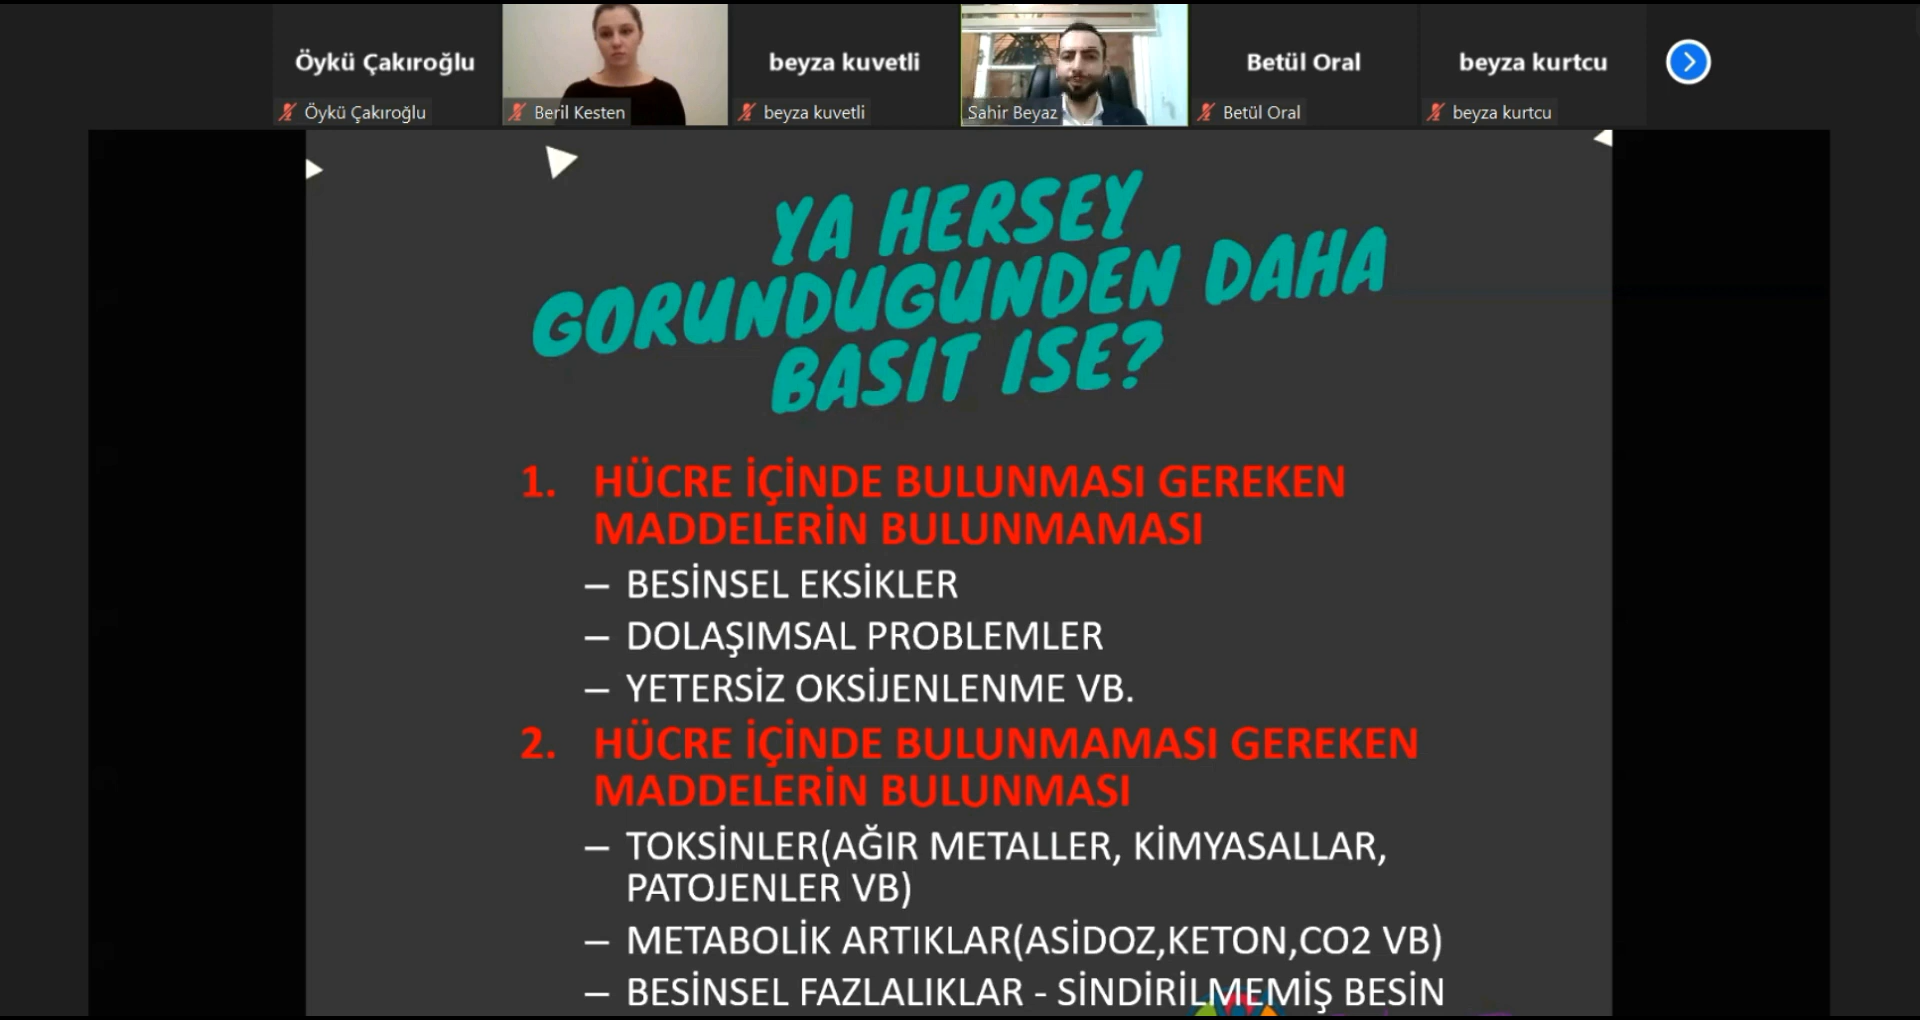 Öykü Çakıroğlu
beyza kuvetli
Betül Oral
beyza kurtcu
Öykü Çakıroğlu
Beril Kesten
beyza kuvetli
Sahir Beyaz
Betül Oral
beyza kurtcu
YA HERSEY
GORUNDUGUNDEN DAHA
BASIT ISE?
1. HÜCRE İÇİNDE BULUNMASI GEREKEN
MADDELERİN BULUNMAMASI
– BESİNSEL EKSİKLER
– DOLAŞIMSAL PROBLEMLER
– YETERSİZ OKSİJENLENME VB.
2. HÜCRE İÇİNDE BULUNMAMASI GEREKEN
MADDELERİN BULUNMASI
– TOKSİNLER(AĞIR METALLER, KİMYASALLAR,
PATOJENLER VB)
– METABOLİK ARTIKLAR(ASİDOZ,KETON,CO2 VB)
– BESİNSEL FAZLALIKLAR - SİNDİRİLMEMİŞ BESİN